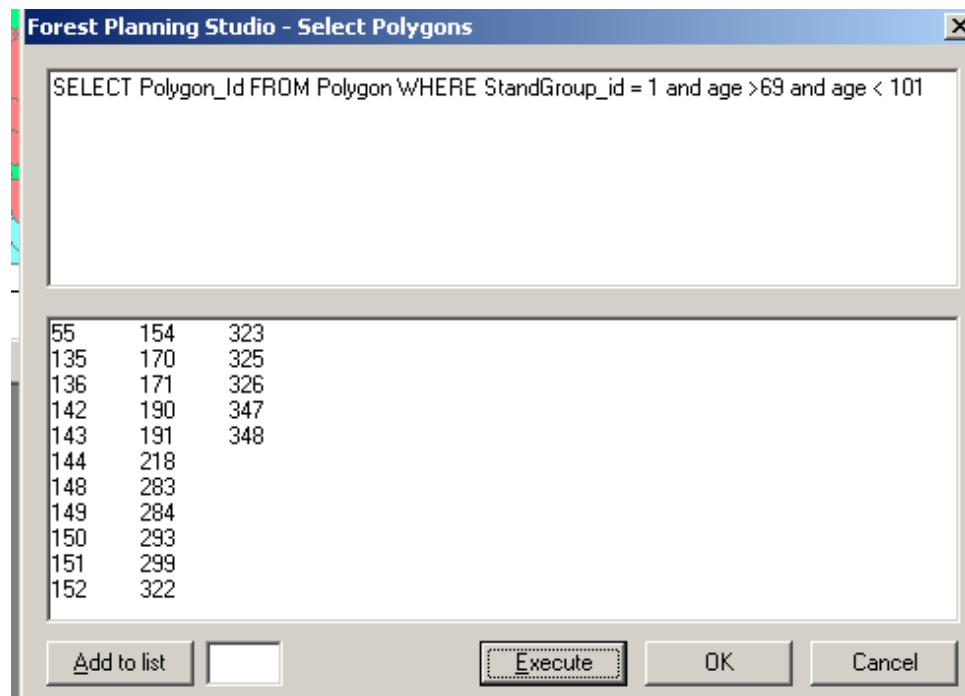 Forest Planning Studio - Select Polygons
SELECT Polygon_Id FROM Polygon WHERE StandGroup_id = 1 and age >69 and age < 101
55 154 323
135 170 325
136 171 326
142 190 347
143 191 348
144 218
148 283
149 284
150 293
151 299
152 322
Add to list Execute OK Cancel